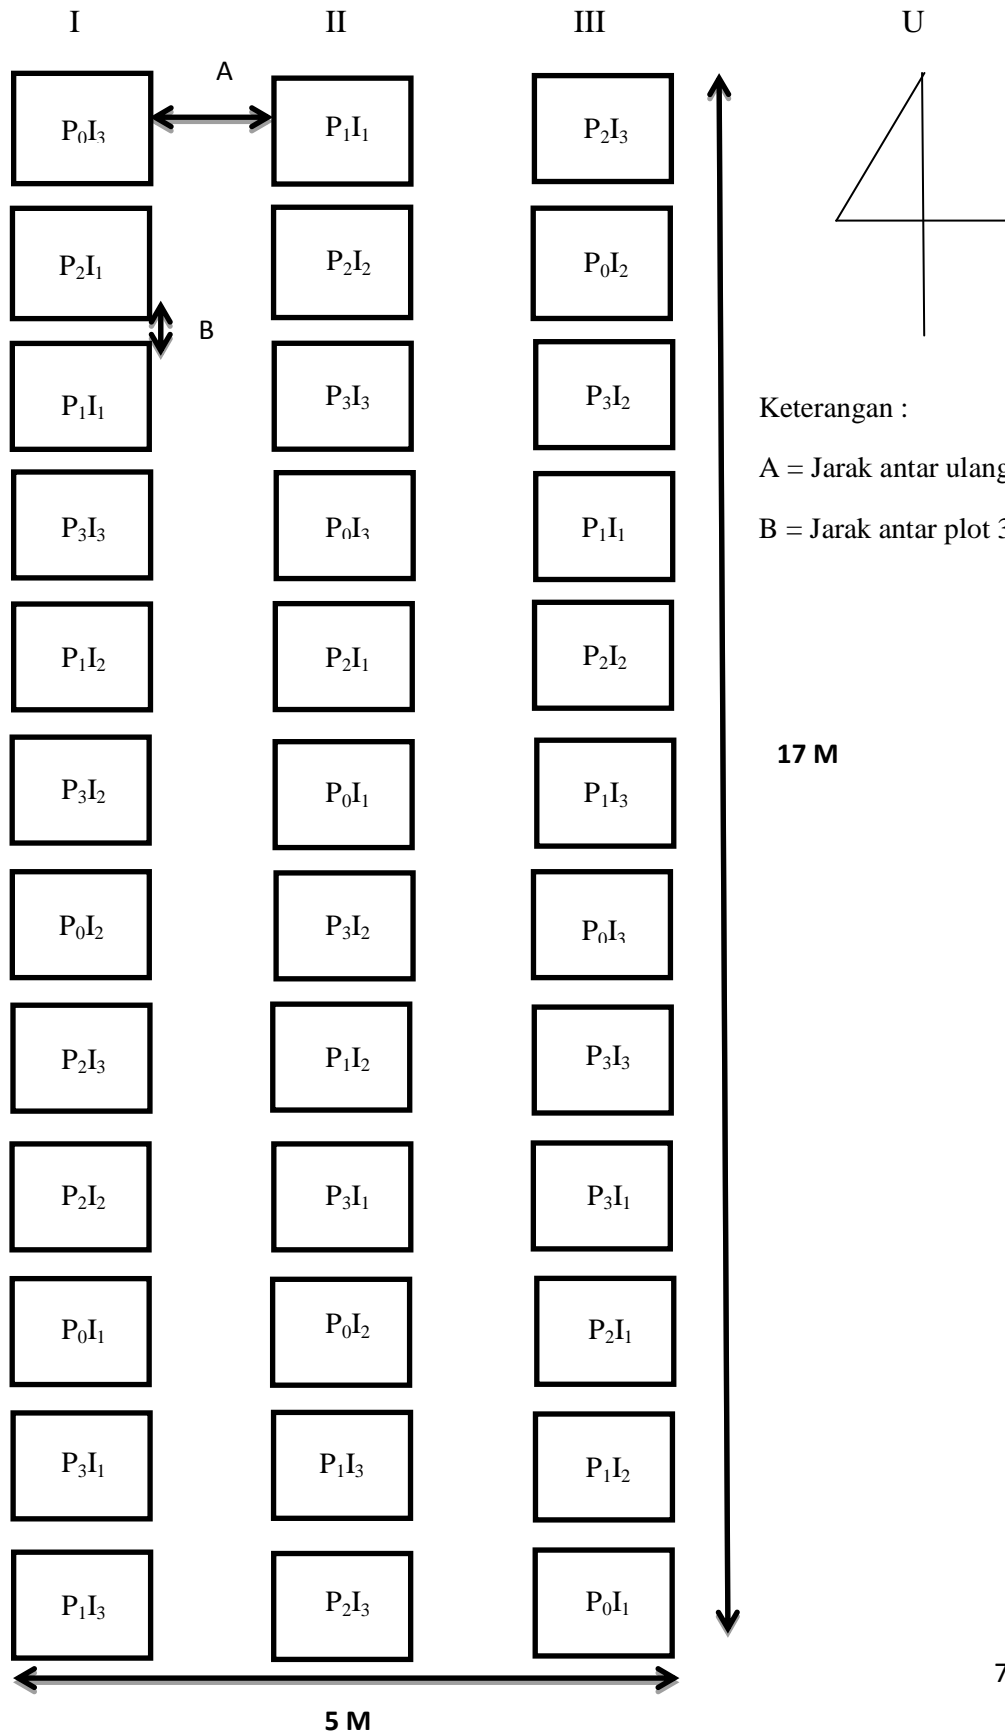 I II III U
A
P₀I₃ P₁I₁ P₂I₃
P₂I₁ P₂I₂ P₀I₂
B
P₁I₁ P₃I₃ P₃I₂
Keterangan :
A = Jarak antar ulang
P₃I₃ P₀I₃ P₁I₁
B = Jarak antar plot 3
P₁I₂ P₂I₁ P₂I₂
17 M
P₃I₂ P₀I₁ P₁I₃
P₀I₂ P₃I₂ P₀I₃
P₂I₃ P₁I₂ P₃I₃
P₂I₂ P₃I₁ P₃I₁
P₀I₁ P₀I₂ P₂I₁
P₃I₁ P₁I₃ P₁I₂
P₁I₃ P₂I₃ P₀I₁
7
5 M